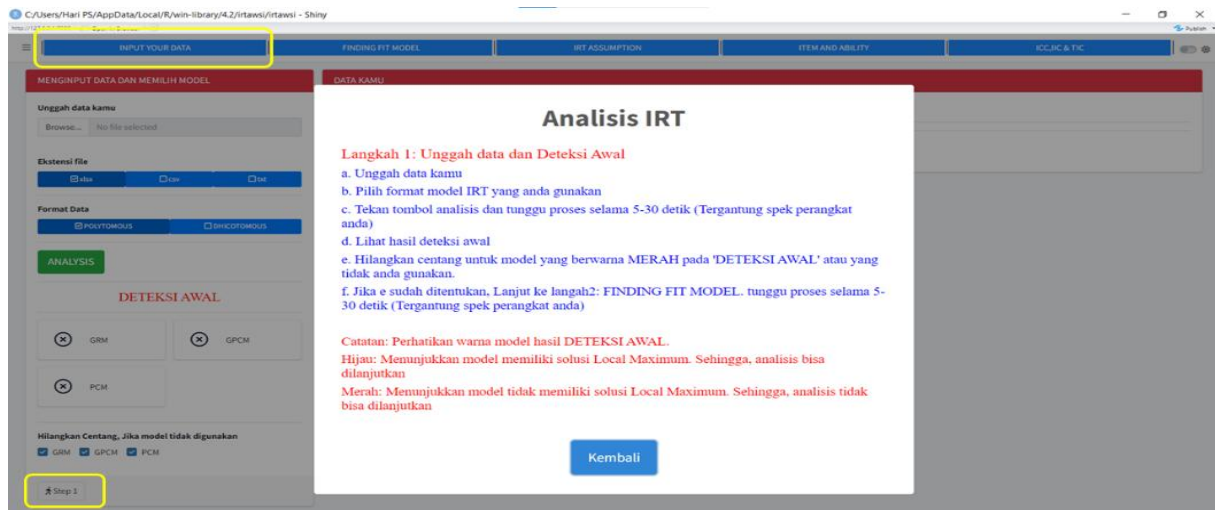 C:/Users/Hari PS/AppData/Local/R/win-library/4.2/irtawsi/irtawsi - Shiny
Publish
INPUT YOUR DATA
FINDING FIT MODEL
IRT ASSUMPTION
ITEM AND ABILITY
ICC,IIC & TIC
MENGINPUT DATA DAN MEMILIH MODEL
DATA KAMU
Unggah data kamu
Browse... No file selected
Ekstensi file
xlsx csv txt
Format Data
POLYTOMOUS DHICOTOMOUS
ANALYSIS
DETEKSI AWAL
GRM GPCM
PCM
Hilangkan Centang, Jika model tidak digunakan
GRM GPCM PCM
Step 1
Analisis IRT
Langkah 1: Unggah data dan Deteksi Awal
a. Unggah data kamu
b. Pilih format model IRT yang anda gunakan
c. Tekan tombol analisis dan tunggu proses selama 5-30 detik (Tergantung spek perangkat
anda)
d. Lihat hasil deteksi awal
e. Hilangkan centang untuk model yang berwarna MERAH pada 'DETEKSI AWAL' atau yang
tidak anda gunakan.
f. Jika e sudah ditentukan, Lanjut ke langah2: FINDING FIT MODEL. tunggu proses selama 5-
30 detik (Tergantung spek perangkat anda)
Catatan: Perhatikan warna model hasil DETEKSI AWAL.
Hijau: Menunjukkan model memiliki solusi Local Maximum. Sehingga, analisis bisa
dilanjutkan
Merah: Menunjukkan model tidak memiliki solusi Local Maximum. Sehingga, analisis tidak
bisa dilanjutkan
Kembali